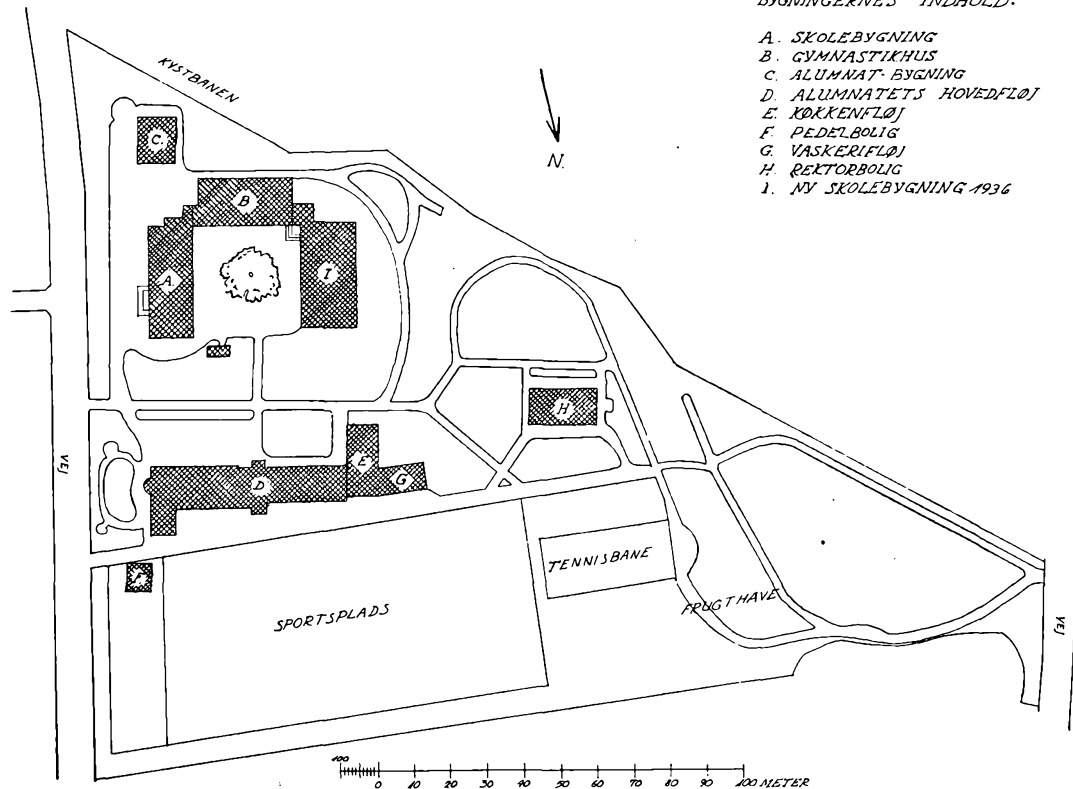 BYGNINGERNES INDHOLD.
A. SKOLEBYGNING
B. GYMNASTIKHUS
C. ALUMNAT-BYGNING
D. ALUMNATETS HOVEDFLØJ
E. KØKKENFLØJ
F. PEDELBOLIG
G. VASKERIFLØJ
H. REKTORBOLIG
I. NY SKOLEBYGNING 1936
KYSTBANEN
N.
C.
B
A
I
H
VEJ
E
D
G
F
TENNISBANE
SPORTSPLADS
FRUGTHAVE
VEJ
100
0 10 20 30 40 50 60 70 80 90 100 METER